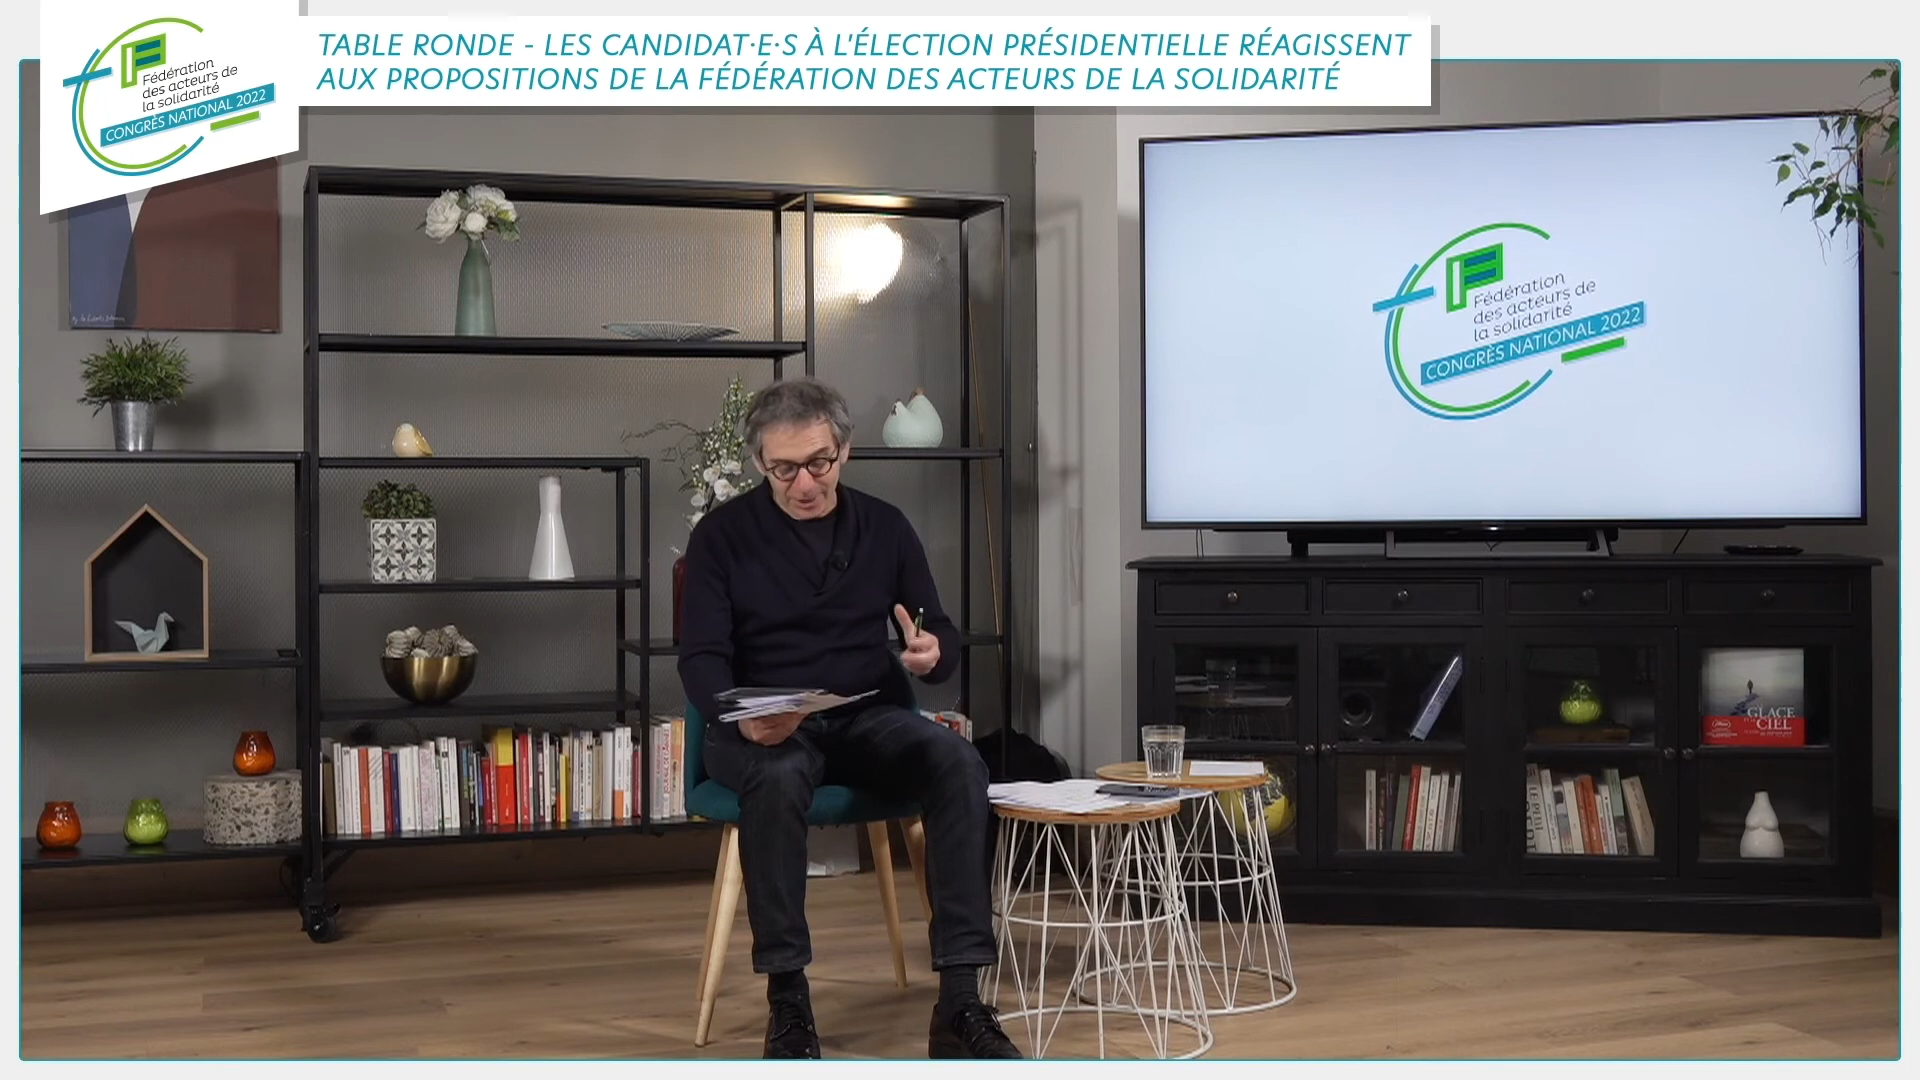 TABLE RONDE - LES CANDIDAT·E·S À L'ÉLECTION PRÉSIDENTIELLE RÉAGISSENT
AUX PROPOSITIONS DE LA FÉDÉRATION DES ACTEURS DE LA SOLIDARITÉ
Fédération
des acteurs de
la solidarité
CONGRÈS NATIONAL 2022
Fédération
des acteurs de
la solidarité
CONGRÈS NATIONAL 2022
GLACE
CIEL